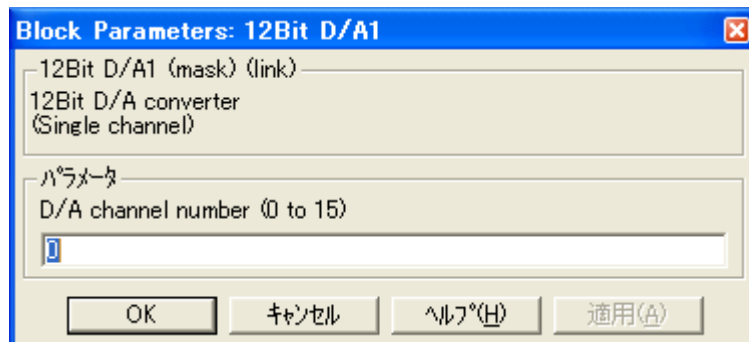 Block Parameters: 12Bit D/A1
12Bit D/A1 (mask) (link)
12Bit D/A converter
(Single channel)
パラメータ
D/A channel number (0 to 15)
0
OK キャンセル ヘルプ(H) 適用(A)